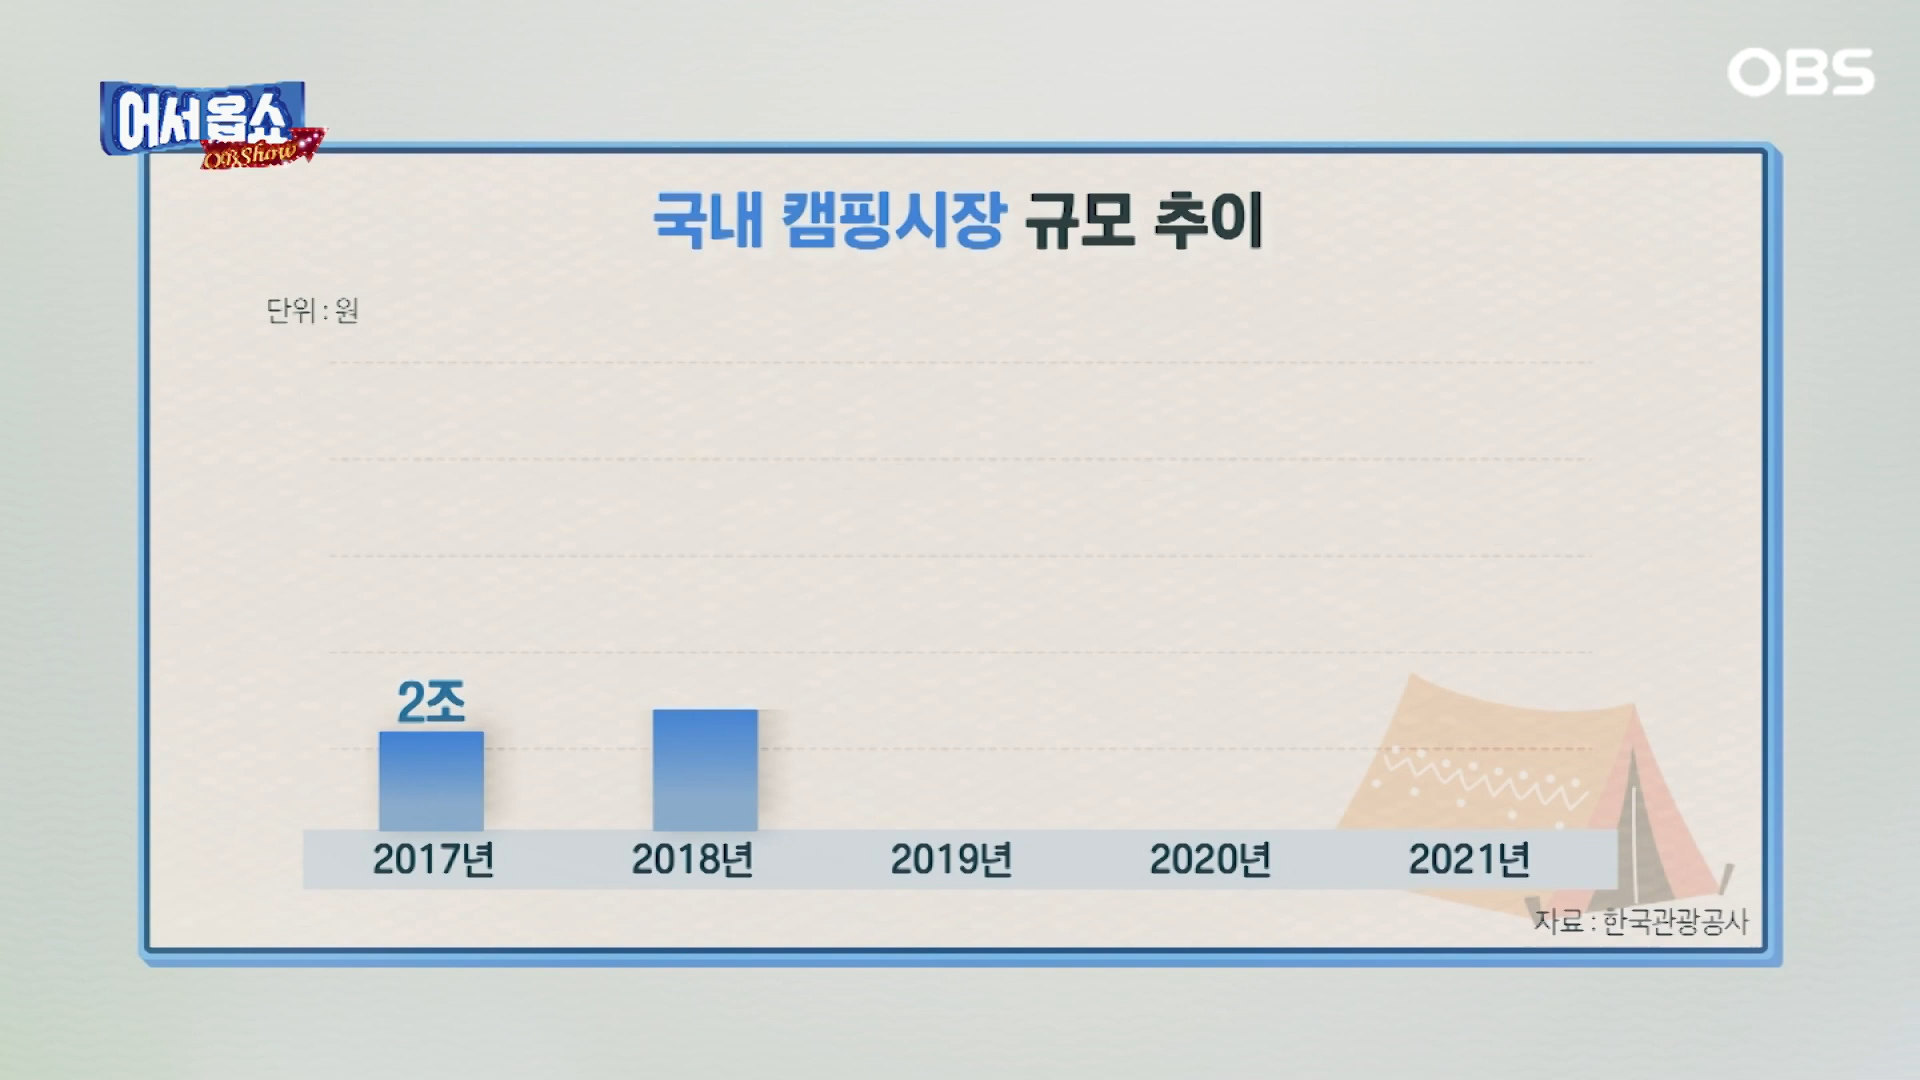 어서옵쇼
OBShow
OBS
국내 캠핑시장 규모 추이
단위 : 원
2조
2017년 2018년 2019년 2020년 2021년
자료 : 한국관광공사